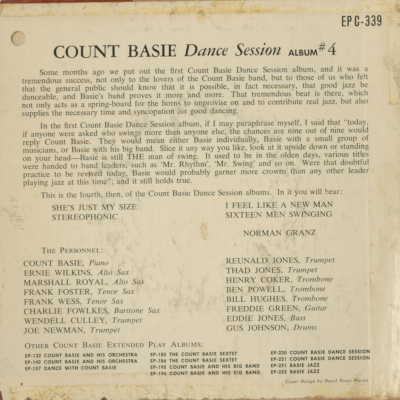 EP C-339
COUNT BASIE Dance Session ALBUM #4
Some months ago we put out the first Count Basie Dance Session album, and it was a
tremendous success, not only to the lovers of the Count Basie band, but to those of us who felt
that the general public should know that it is possible, in fact necessary, that good jazz be
danceable, and Basie's band proves it more and more. That tremendous beat is there, which
not only acts as a spring-board for the horns to improvise on and to contribute real jazz, but also
supplies the necessary time and syncopation for good dancing.
In the first Count Basie Dance Session album, if I may paraphrase myself, I said that "today,
if anyone were asked who swings more than anyone else, the chances are nine out of nine would
reply Count Basie. They would mean either Basie individually, Basie with a small group of
musicians, or Basie with his big band. Slice it any way you like, look at it upside down or standing
on your head—Basie is still THE man of swing. It used to be in the olden days, various titles
were handed to band leaders, such as 'Mr. Rhythm', 'Mr. Swing' and so on. Were that doubtful
practice to be revived today, Basie would probably garner more crowns than any other leader
playing jazz at this time"; and it still holds true.
This is the fourth, then, of the Count Basie Dance Session albums. In it you will hear:
SHE'S JUST MY SIZE
STEREOPHONIC
I FEEL LIKE A NEW MAN
SIXTEEN MEN SWINGING
NORMAN GRANZ
THE PERSONNEL:
COUNT BASIE, Piano
ERNIE WILKINS, Alto Sax
MARSHALL ROYAL, Alto Sax
FRANK FOSTER, Tenor Sax
FRANK WESS, Tenor Sax
CHARLIE FOWLKES, Baritone Sax
WENDELL CULLEY, Trumpet
JOE NEWMAN, Trumpet
REUNALD JONES, Trumpet
THAD JONES, Trumpet
HENRY COKER, Trombone
BEN POWELL, Trombone
BILL HUGHES, Trombone
FREDDIE GREEN, Guitar
EDDIE JONES, Bass
GUS JOHNSON, Drums
OTHER COUNT BASIE EXTENDED PLAY ALBUMS:
EP-132 COUNT BASIE AND HIS ORCHESTRA
EP-142 COUNT BASIE AND HIS ORCHESTRA
EP-157 DANCE WITH COUNT BASIE
EP-185 THE COUNT BASIE SEXTET
EP-186 THE COUNT BASIE SEXTET
EP-195 COUNT BASIE AND HIS BIG BAND
EP-196 COUNT BASIE AND HIS BIG BAND
EP-220 COUNT BASIE DANCE SESSION
EP-221 COUNT BASIE DANCE SESSION
EP-251 BASIE JAZZ
EP-252 BASIE JAZZ
Cover Design by David Stone Martin